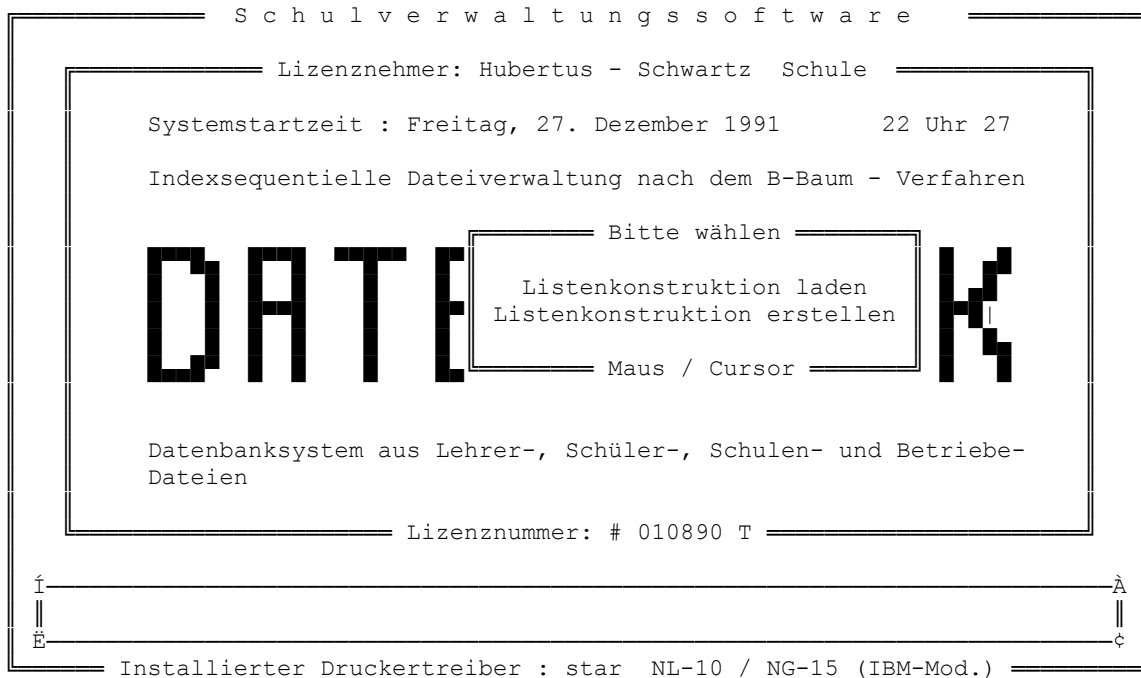 S c h u l v e r w a l t u n g s s o f t w a r e
Lizenznehmer: Hubertus - Schwartz  Schule
Systemstartzeit : Freitag, 27. Dezember 1991       22 Uhr 27
Indexsequentielle Dateiverwaltung nach dem B-Baum - Verfahren
Bitte wählen
DATE K
Listenkonstruktion laden
Listenkonstruktion erstellen
Maus / Cursor
Datenbanksystem aus Lehrer-, Schüler-, Schulen- und Betriebe-
Dateien
Lizenznummer: # 010890 T
Í À
Ë ¢
Installierter Druckertreiber : star  NL-10 / NG-15 (IBM-Mod.)